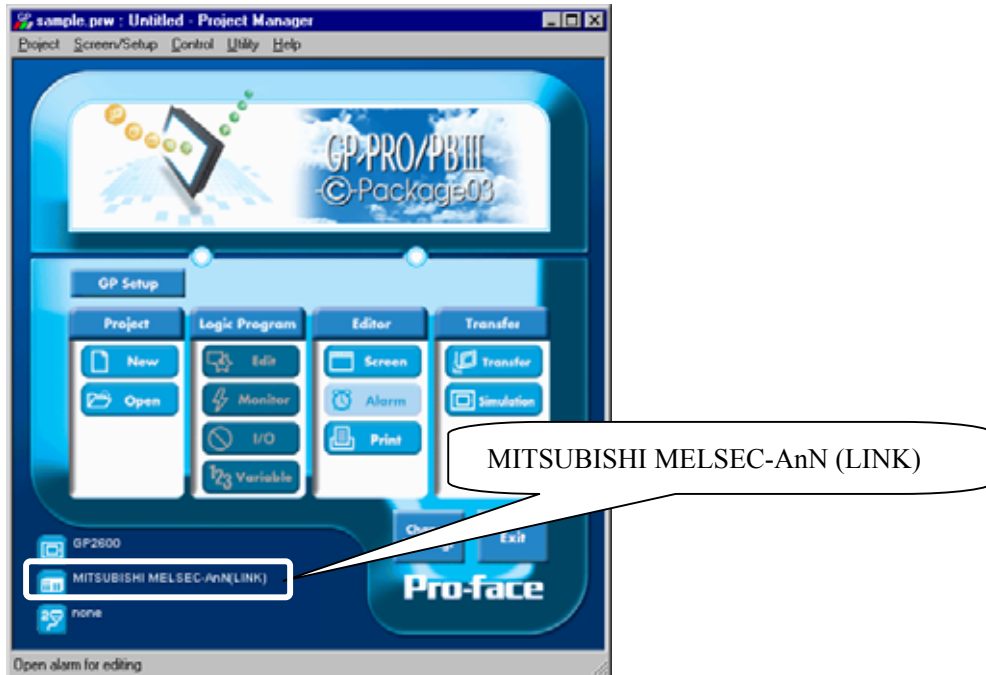 sample.prw : Untitled - Project Manager
Project Screen/Setup Control Utility Help
GP-PRO/PBIII
-C-Package03
GP Setup
Project Logic Program Editor Transfer
New Edit Screen Transfer
Open Monitor Alarm Simulation
I/O Print
123 Variable
MITSUBISHI MELSEC-AnN (LINK)
GP2600
Exit
MITSUBISHI MELSEC-AnN(LINK)
Pro-face
none
Open alarm for editing